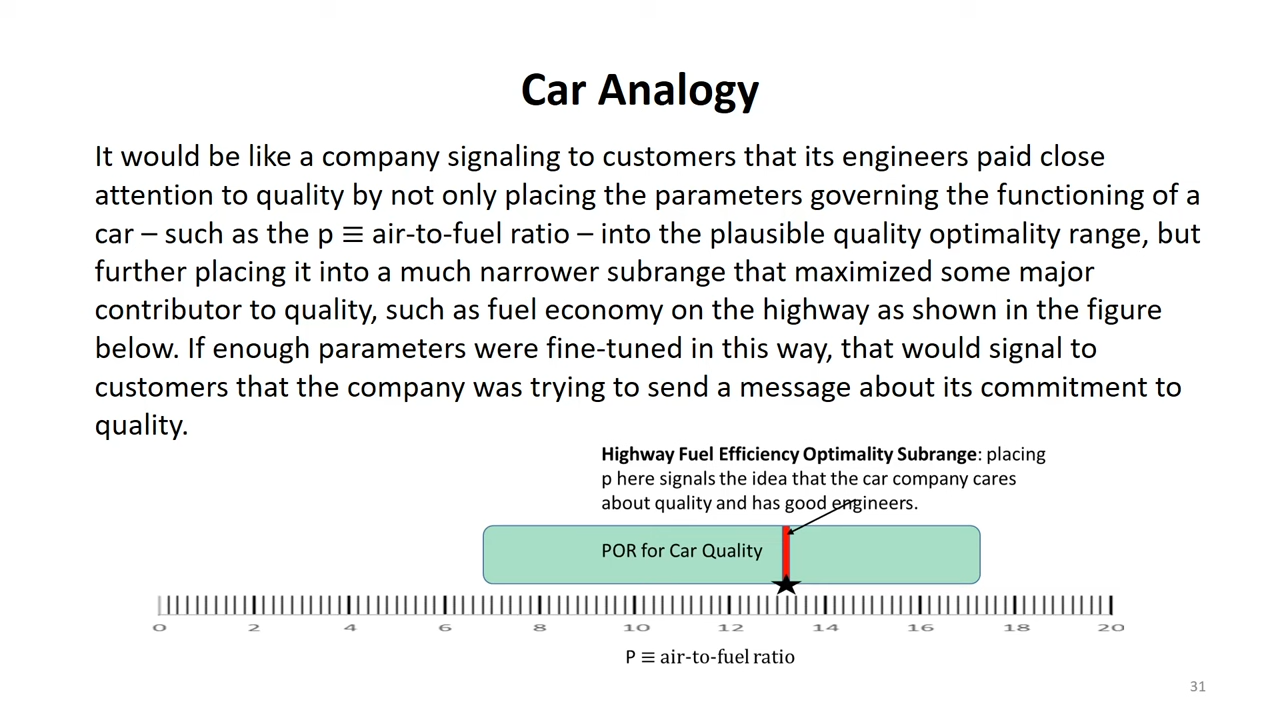 Car Analogy
It would be like a company signaling to customers that its engineers paid close
attention to quality by not only placing the parameters governing the functioning of a
car – such as the p ≡ air-to-fuel ratio – into the plausible quality optimality range, but
further placing it into a much narrower subrange that maximized some major
contributor to quality, such as fuel economy on the highway as shown in the figure
below. If enough parameters were fine-tuned in this way, that would signal to
customers that the company was trying to send a message about its commitment to
quality.
Highway Fuel Efficiency Optimality Subrange: placing
p here signals the idea that the car company cares
about quality and has good engineers.
POR for Car Quality
0 2 4 6 8 10 12 14 16 18 20
P ≡ air-to-fuel ratio
31